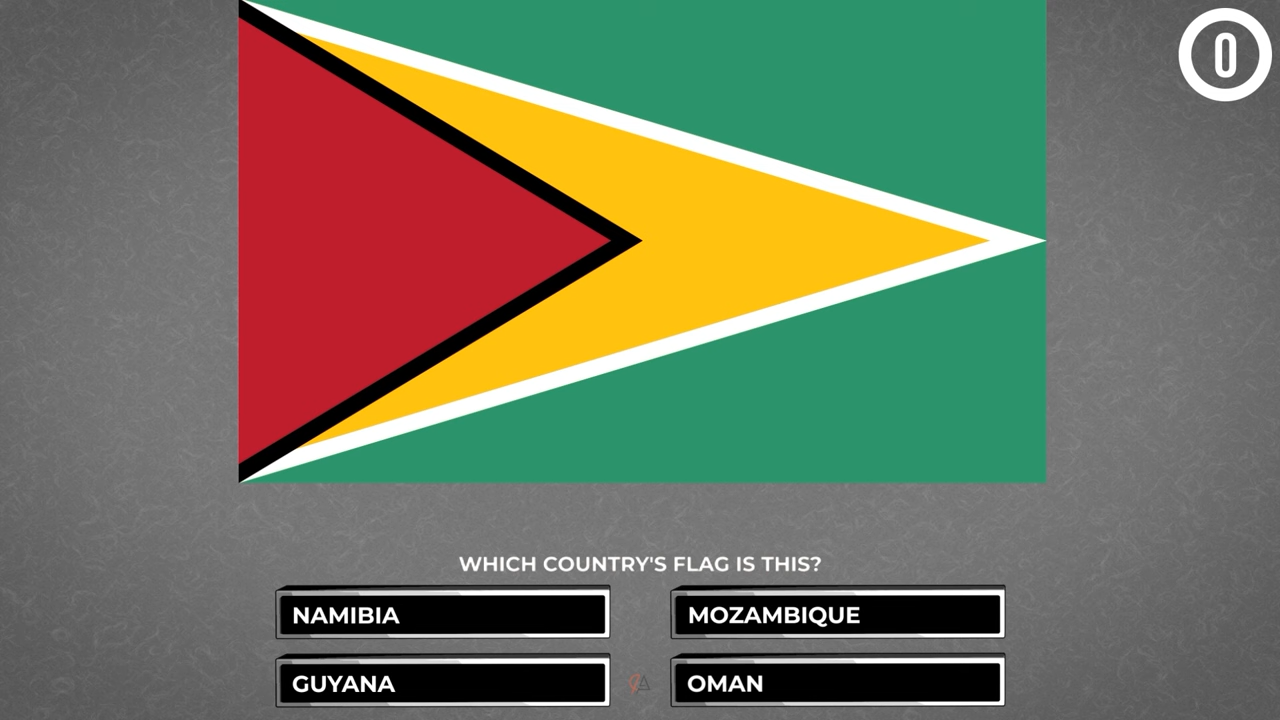 0
WHICH COUNTRY'S FLAG IS THIS?
NAMIBIA
MOZAMBIQUE
GUYANA
OMAN